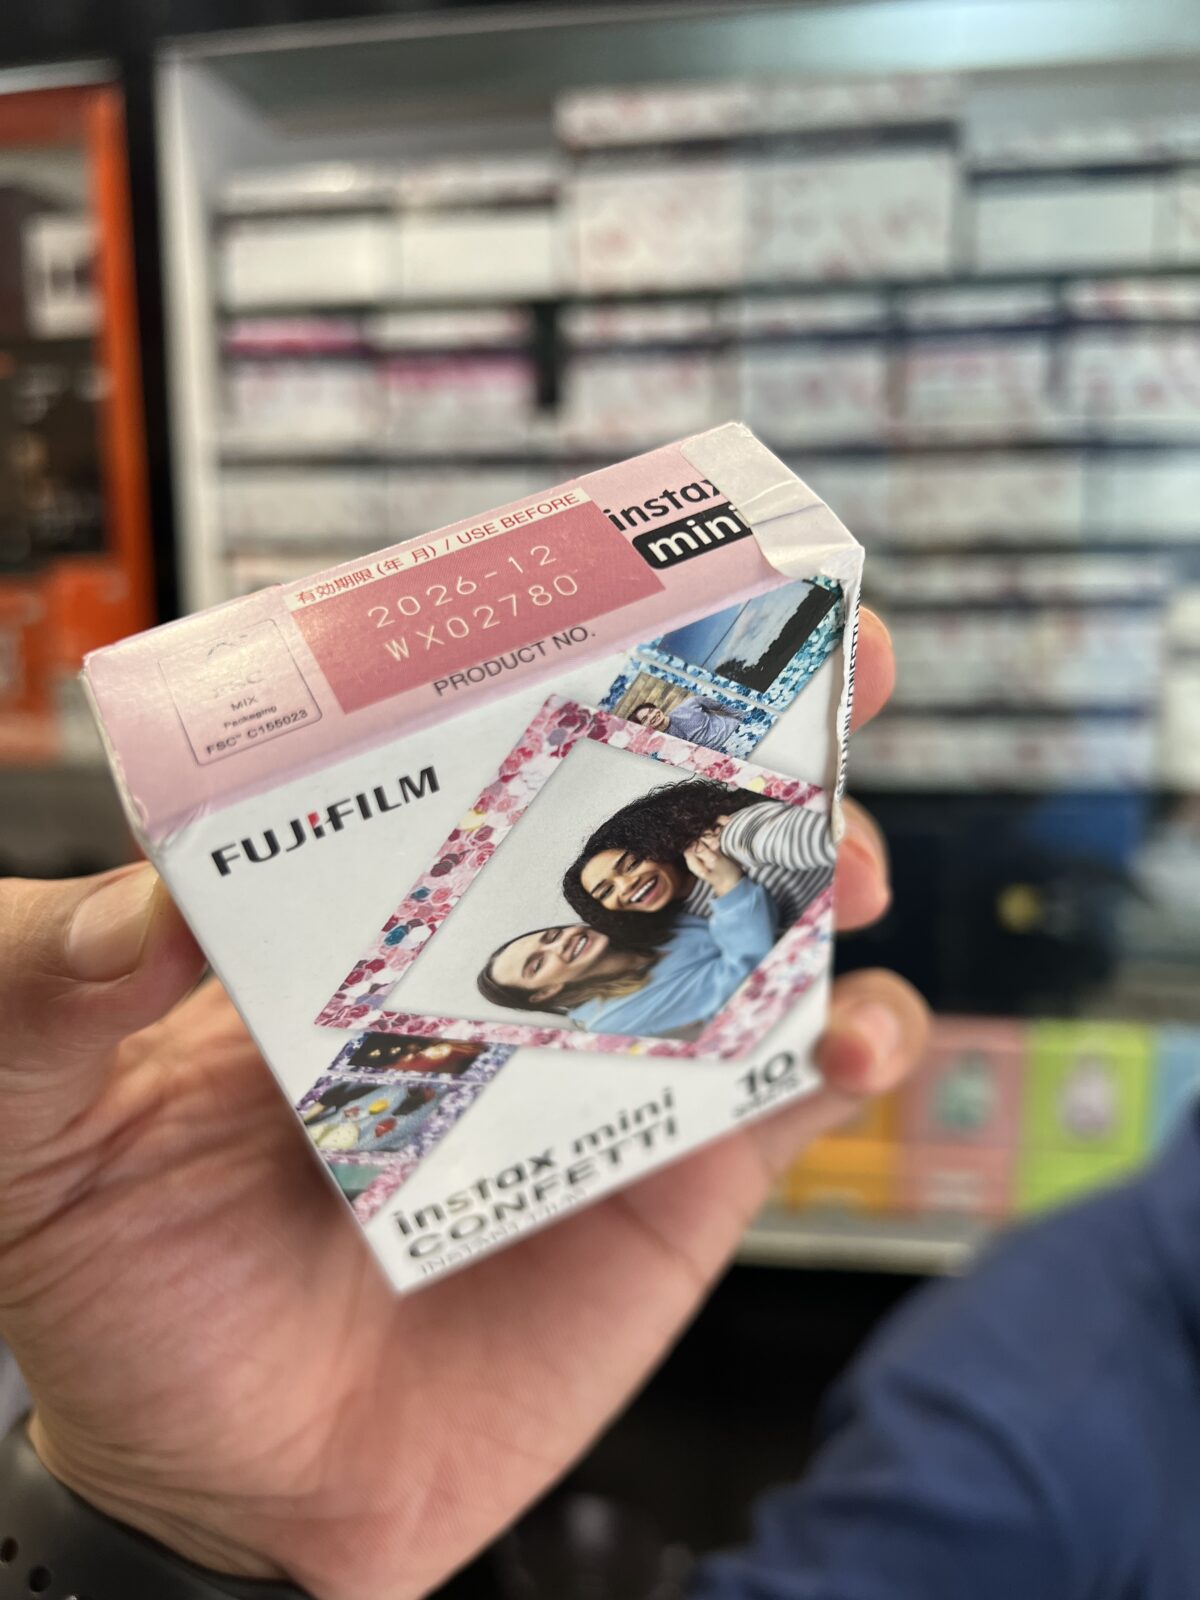 有効期限(年 月) / USE BEFORE
2026-12
WX02780
PRODUCT NO.
instax
mini
FSC
MIX
Packaging
FSC™ C155023
FUJIFILM
10
instax mini
CONFETTI
INSTANT FILM